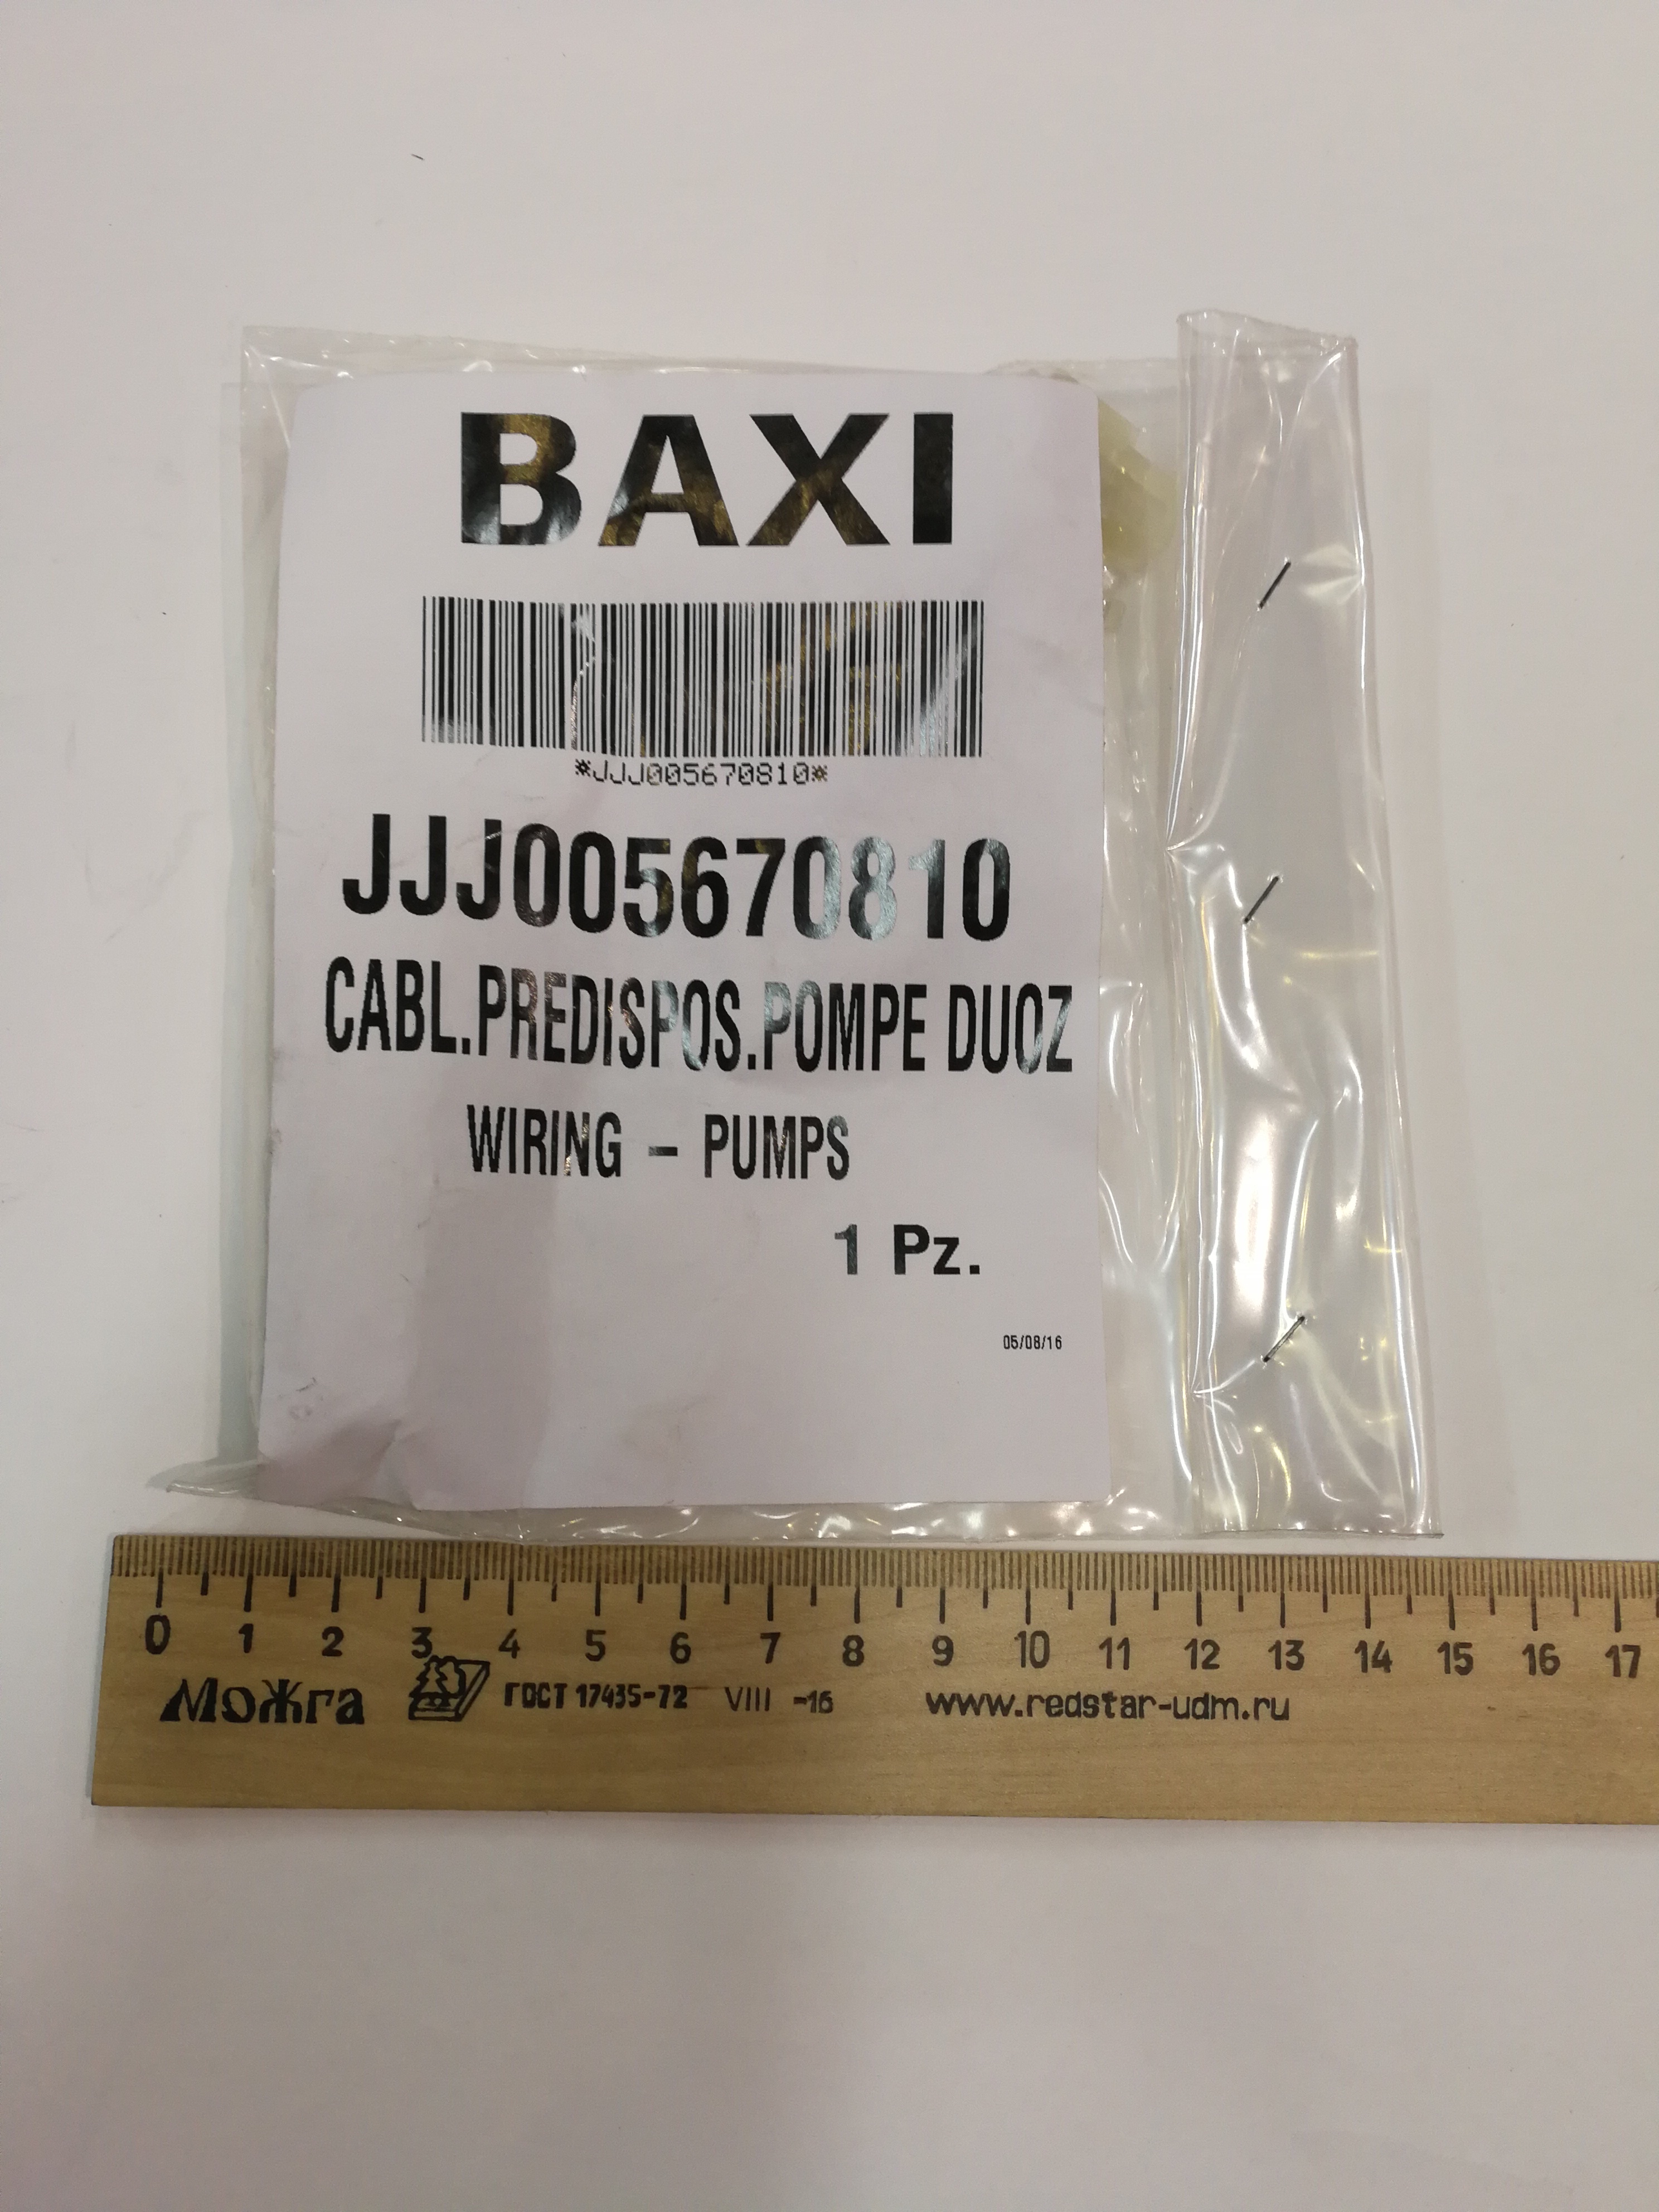 BAXI
*JJJ005670810*
JJJ005670810
CABL.PREDISPOS.POMPE DUOZ
WIRING - PUMPS
1 Pz.
05/08/16
0 1 2 3 4 5 6 7 8 9 10 11 12 13 14 15 16 17
Можга ГОСТ 17435-72 VIII -16 www.redstar-udm.ru